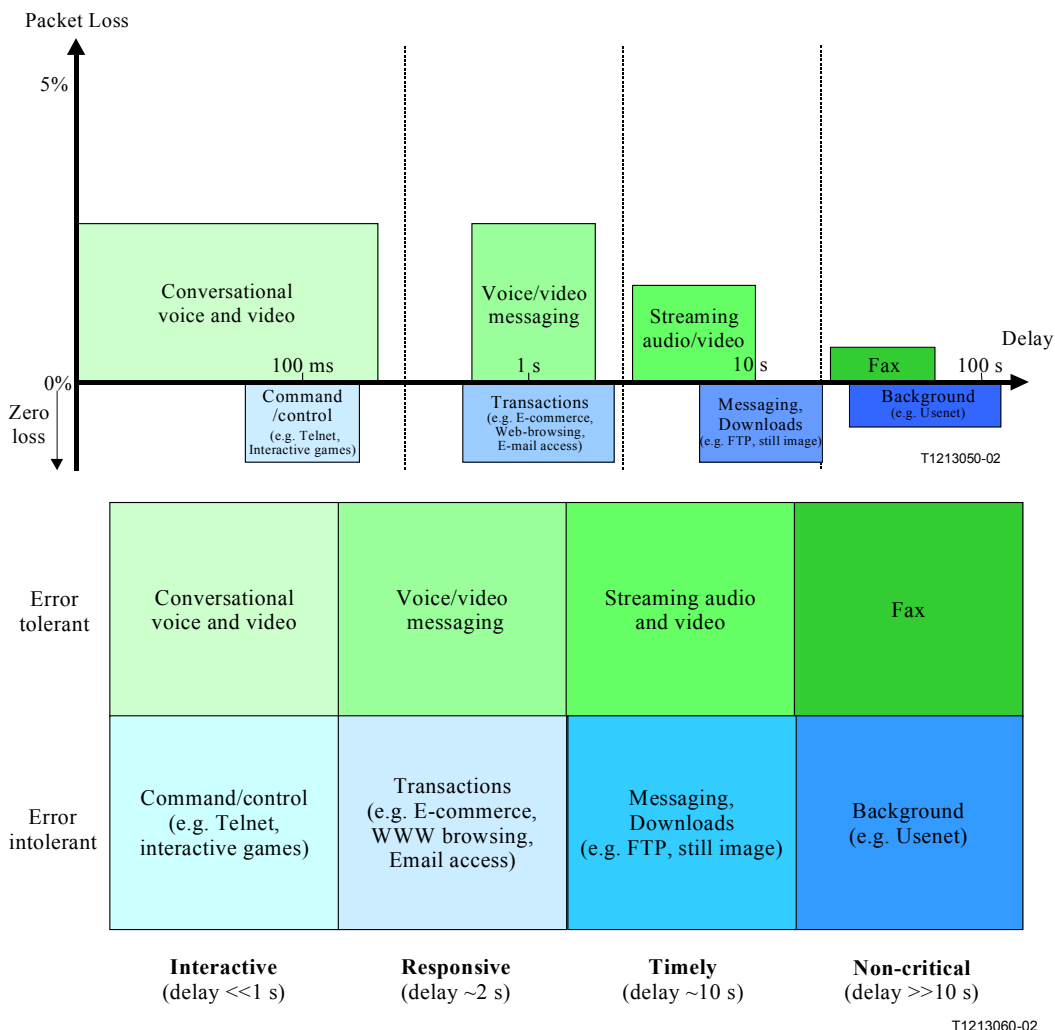 Packet Loss
5%
Conversational
voice and video
Voice/video
messaging
Streaming
audio/video
Delay
100 ms
1 s
10 s
Fax
100 s
0%
Zero
loss
Command
/control
(e.g. Telnet,
Interactive games)
Transactions
(e.g. E-commerce,
Web-browsing,
E-mail access)
Messaging,
Downloads
(e.g. FTP, still image)
Background
(e.g. Usenet)
T1213050-02
Error
tolerant
Conversational
voice and video
Voice/video
messaging
Streaming audio
and video
Fax
Error
intolerant
Command/control
(e.g. Telnet,
interactive games)
Transactions
(e.g. E-commerce,
WWW browsing,
Email access)
Messaging,
Downloads
(e.g. FTP, still image)
Background
(e.g. Usenet)
Interactive
(delay <<1 s)
Responsive
(delay ~2 s)
Timely
(delay ~10 s)
Non-critical
(delay >>10 s)
T1213060-02